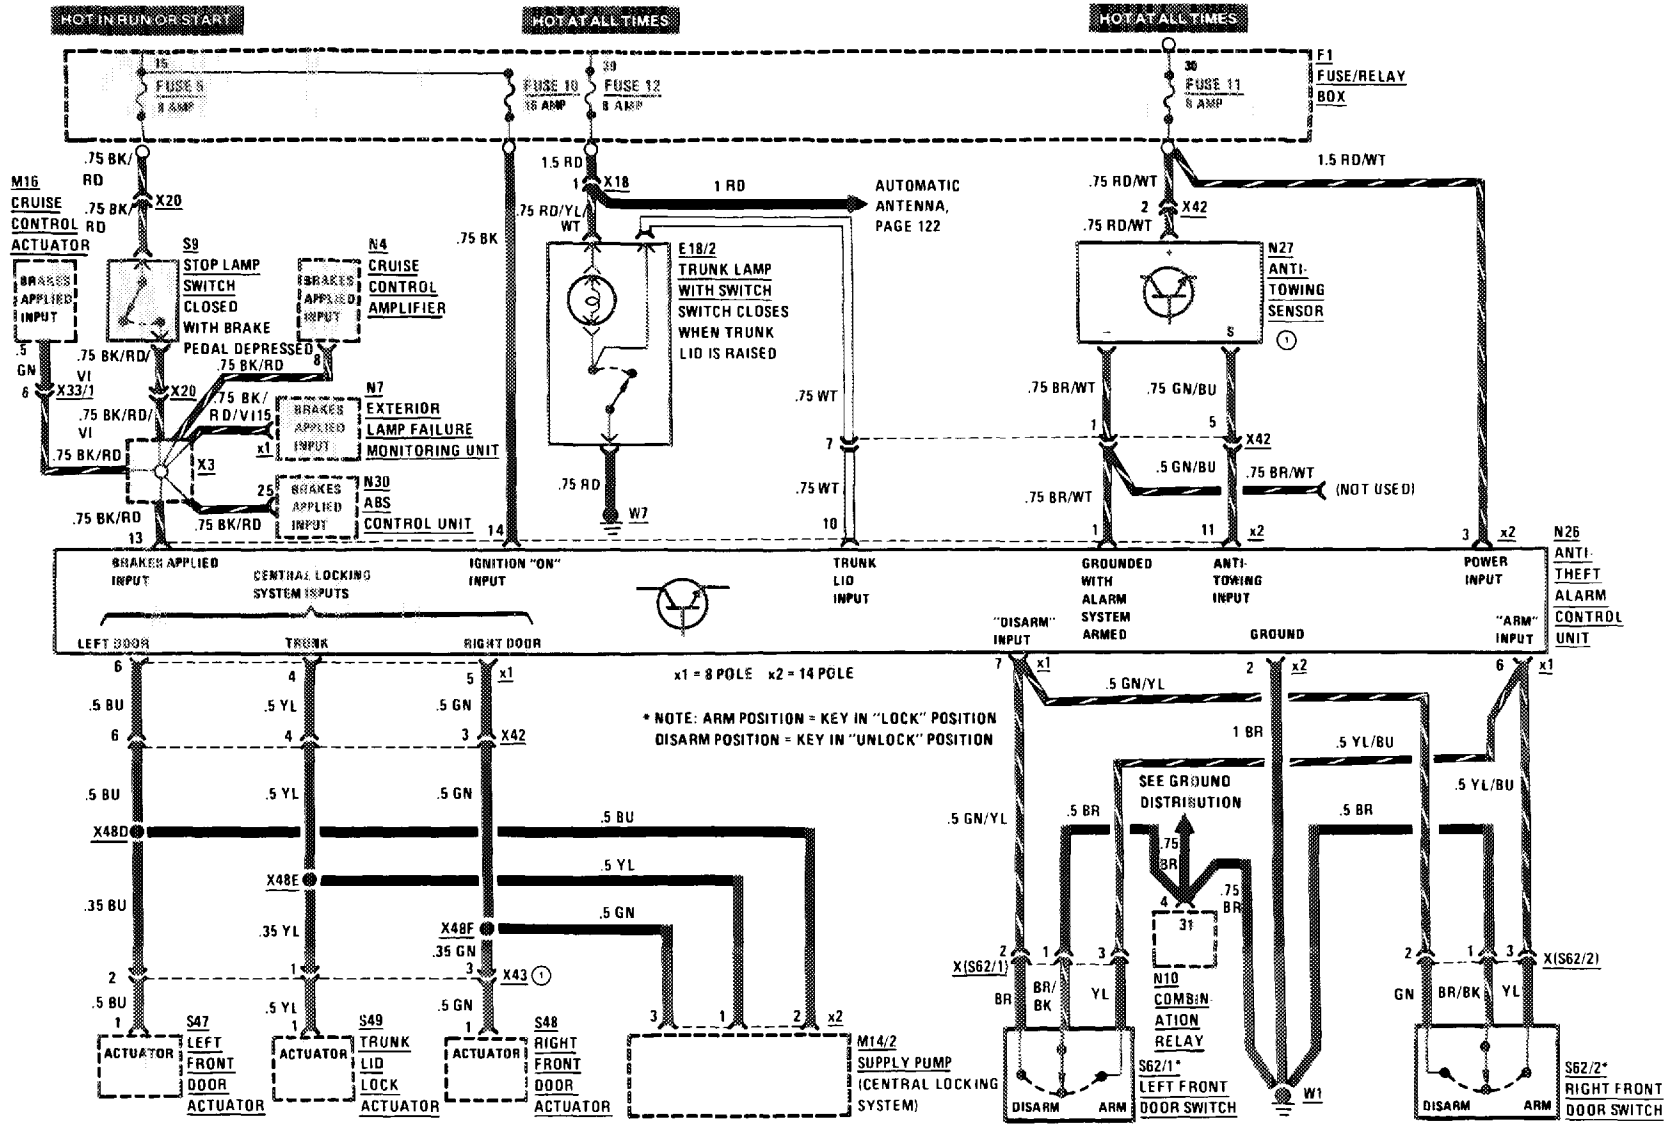 HOT IN RUN OR START
HOT AT ALL TIMES
HOT AT ALL TIMES
15
FUSE 10
16 AMP
30
FUSE 12
8 AMP
30
FUSE 11
8 AMP
F1
FUSE/RELAY
BOX
.75 BK/
RD
X20
.75 BK/
RD
M16
CRUISE
CONTROL
ACTUATOR
BRAKES
APPLIED
INPUT
S9
STOP LAMP
SWITCH
CLOSED
WITH BRAKE
PEDAL DEPRESSED
N4
CRUISE
CONTROL
AMPLIFIER
BRAKES
APPLIED
INPUT
8
.5
GN
6
X33/1
.75 BK/RD/
VI
X20
.75 BK/RD/
VI
.75 BK/RD
.75 BK/
RD/VI
15
x1
N7
EXTERIOR
LAMP FAILURE
MONITORING UNIT
BRAKES
APPLIED
INPUT
.75 BK/RD
X3
25
.75 BK/RD
N30
ABS
CONTROL UNIT
BRAKES
APPLIED
INPUT
.75 BK/RD
13
.75 BK
14
1.5 RD
1
X18
1 RD
AUTOMATIC
ANTENNA,
PAGE 122
.75 RD/YL/
WT
E18/2
TRUNK LAMP
WITH SWITCH
SWITCH CLOSES
WHEN TRUNK
LID IS RAISED
.75 RD
W7
.75 WT
7
.75 WT
10
1.5 RD/WT
.75 RD/WT
2
X42
.75 RD/WT
+
−
S
N27
ANTI-
TOWING
SENSOR
1
.75 BR/WT
.75 GN/BU
1
5
X42
.5 GN/BU
.75 BR/WT
(NOT USED)
.75 BR/WT
1
11
x2
3
x2
N26
ANTI-
THEFT
ALARM
CONTROL
UNIT
BRAKES APPLIED
INPUT
CENTRAL LOCKING
SYSTEM INPUTS
IGNITION "ON"
INPUT
TRUNK
LID
INPUT
GROUNDED
WITH
ALARM
SYSTEM
ARMED
ANTI-
TOWING
INPUT
POWER
INPUT
LEFT DOOR
TRUNK
RIGHT DOOR
"DISARM"
INPUT
GROUND
"ARM"
INPUT
6
4
5
x1
x1 = 8 POLE x2 = 14 POLE
7
x1
2
x2
6
x1
.5 BU
.5 YL
.5 GN
* NOTE: ARM POSITION = KEY IN "LOCK" POSITION
DISARM POSITION = KEY IN "UNLOCK" POSITION
6
4
3
X42
.5 GN/YL
1 BR
.5 YL/BU
.5 YL/BU
SEE GROUND
DISTRIBUTION
.5 BU
.5 YL
.5 GN
.5 GN/YL
.5 BR
.5 BR
X48D
.5 BU
.75
BR
X48E
.5 YL
.75
BR
.35 BU
.35 YL
X48F
.5 GN
.35 GN
4
31
N10
COMBIN-
ATION
RELAY
2
1
3
X43
1
2
1
3
X(S62/1)
BR
BR/
BK
YL
2
1
3
X(S62/2)
GN
BR/BK
YL
.5 BU
.5 YL
.5 GN
1
1
1
ACTUATOR
S47
LEFT
FRONT
DOOR
ACTUATOR
ACTUATOR
S49
TRUNK
LID
LOCK
ACTUATOR
ACTUATOR
S48
RIGHT
FRONT
DOOR
ACTUATOR
3
1
2
x2
M14/2
SUPPLY PUMP
(CENTRAL LOCKING
SYSTEM)
DISARM
ARM
S62/1*
LEFT FRONT
DOOR SWITCH
W1
DISARM
ARM
S62/2*
RIGHT FRONT
DOOR SWITCH